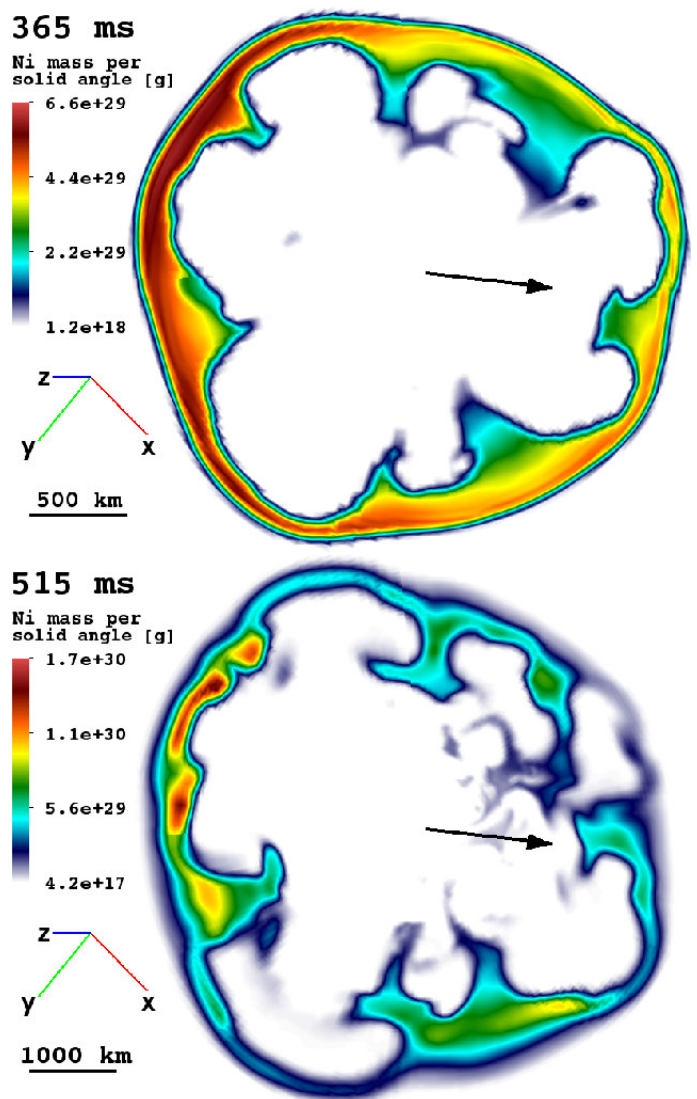 365 ms
Ni mass per
solid angle [g]
6.6e+29
4.4e+29
2.2e+29
1.2e+18
z
y
x
500 km
515 ms
Ni mass per
solid angle [g]
1.7e+30
1.1e+30
5.6e+29
4.2e+17
z
y
x
1000 km